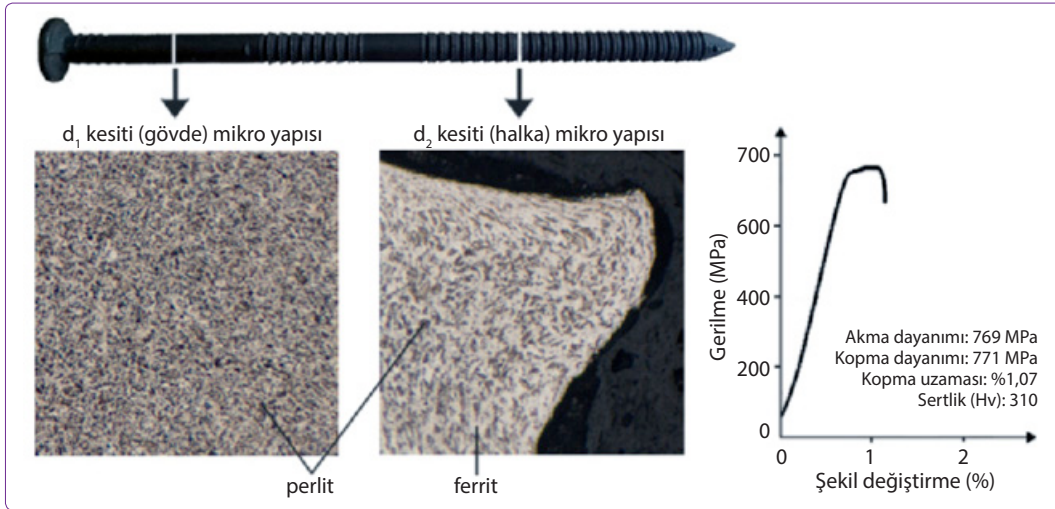 d₁ kesiti (gövde) mikro yapısı
d₂ kesiti (halka) mikro yapısı
perlit
ferrit
Gerilme (MPa)
700
600
400
200
0
Akma dayanımı: 769 MPa
Kopma dayanımı: 771 MPa
Kopma uzaması: %1,07
Sertlik (Hv): 310
0
1
2
Şekil değiştirme (%)